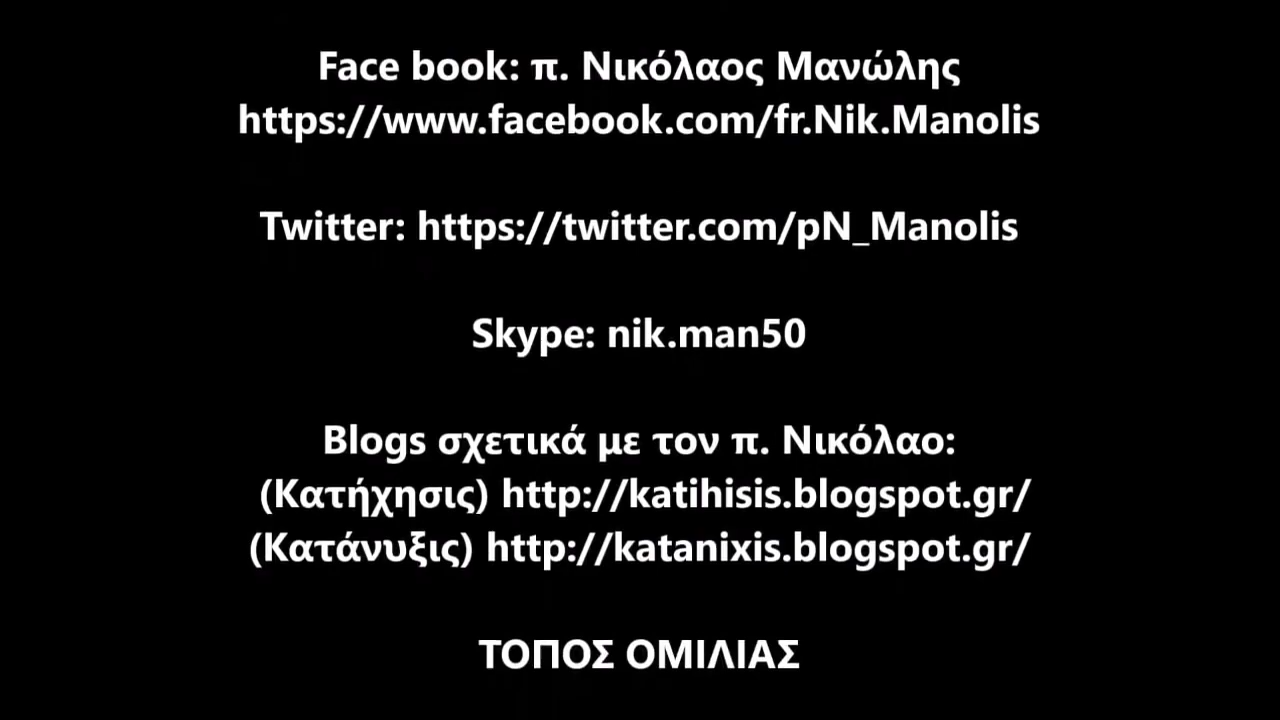 Face book: π. Νικόλαος Μανώλης
https://www.facebook.com/fr.Nik.Manolis
Twitter: https://twitter.com/pN_Manolis
Skype: nik.man50
Blogs σχετικά με τον π. Νικόλαο:
(Κατήχησις) http://katihisis.blogspot.gr/
(Κατάνυξις) http://katanixis.blogspot.gr/
ΤΟΠΟΣ ΟΜΙΛΙΑΣ